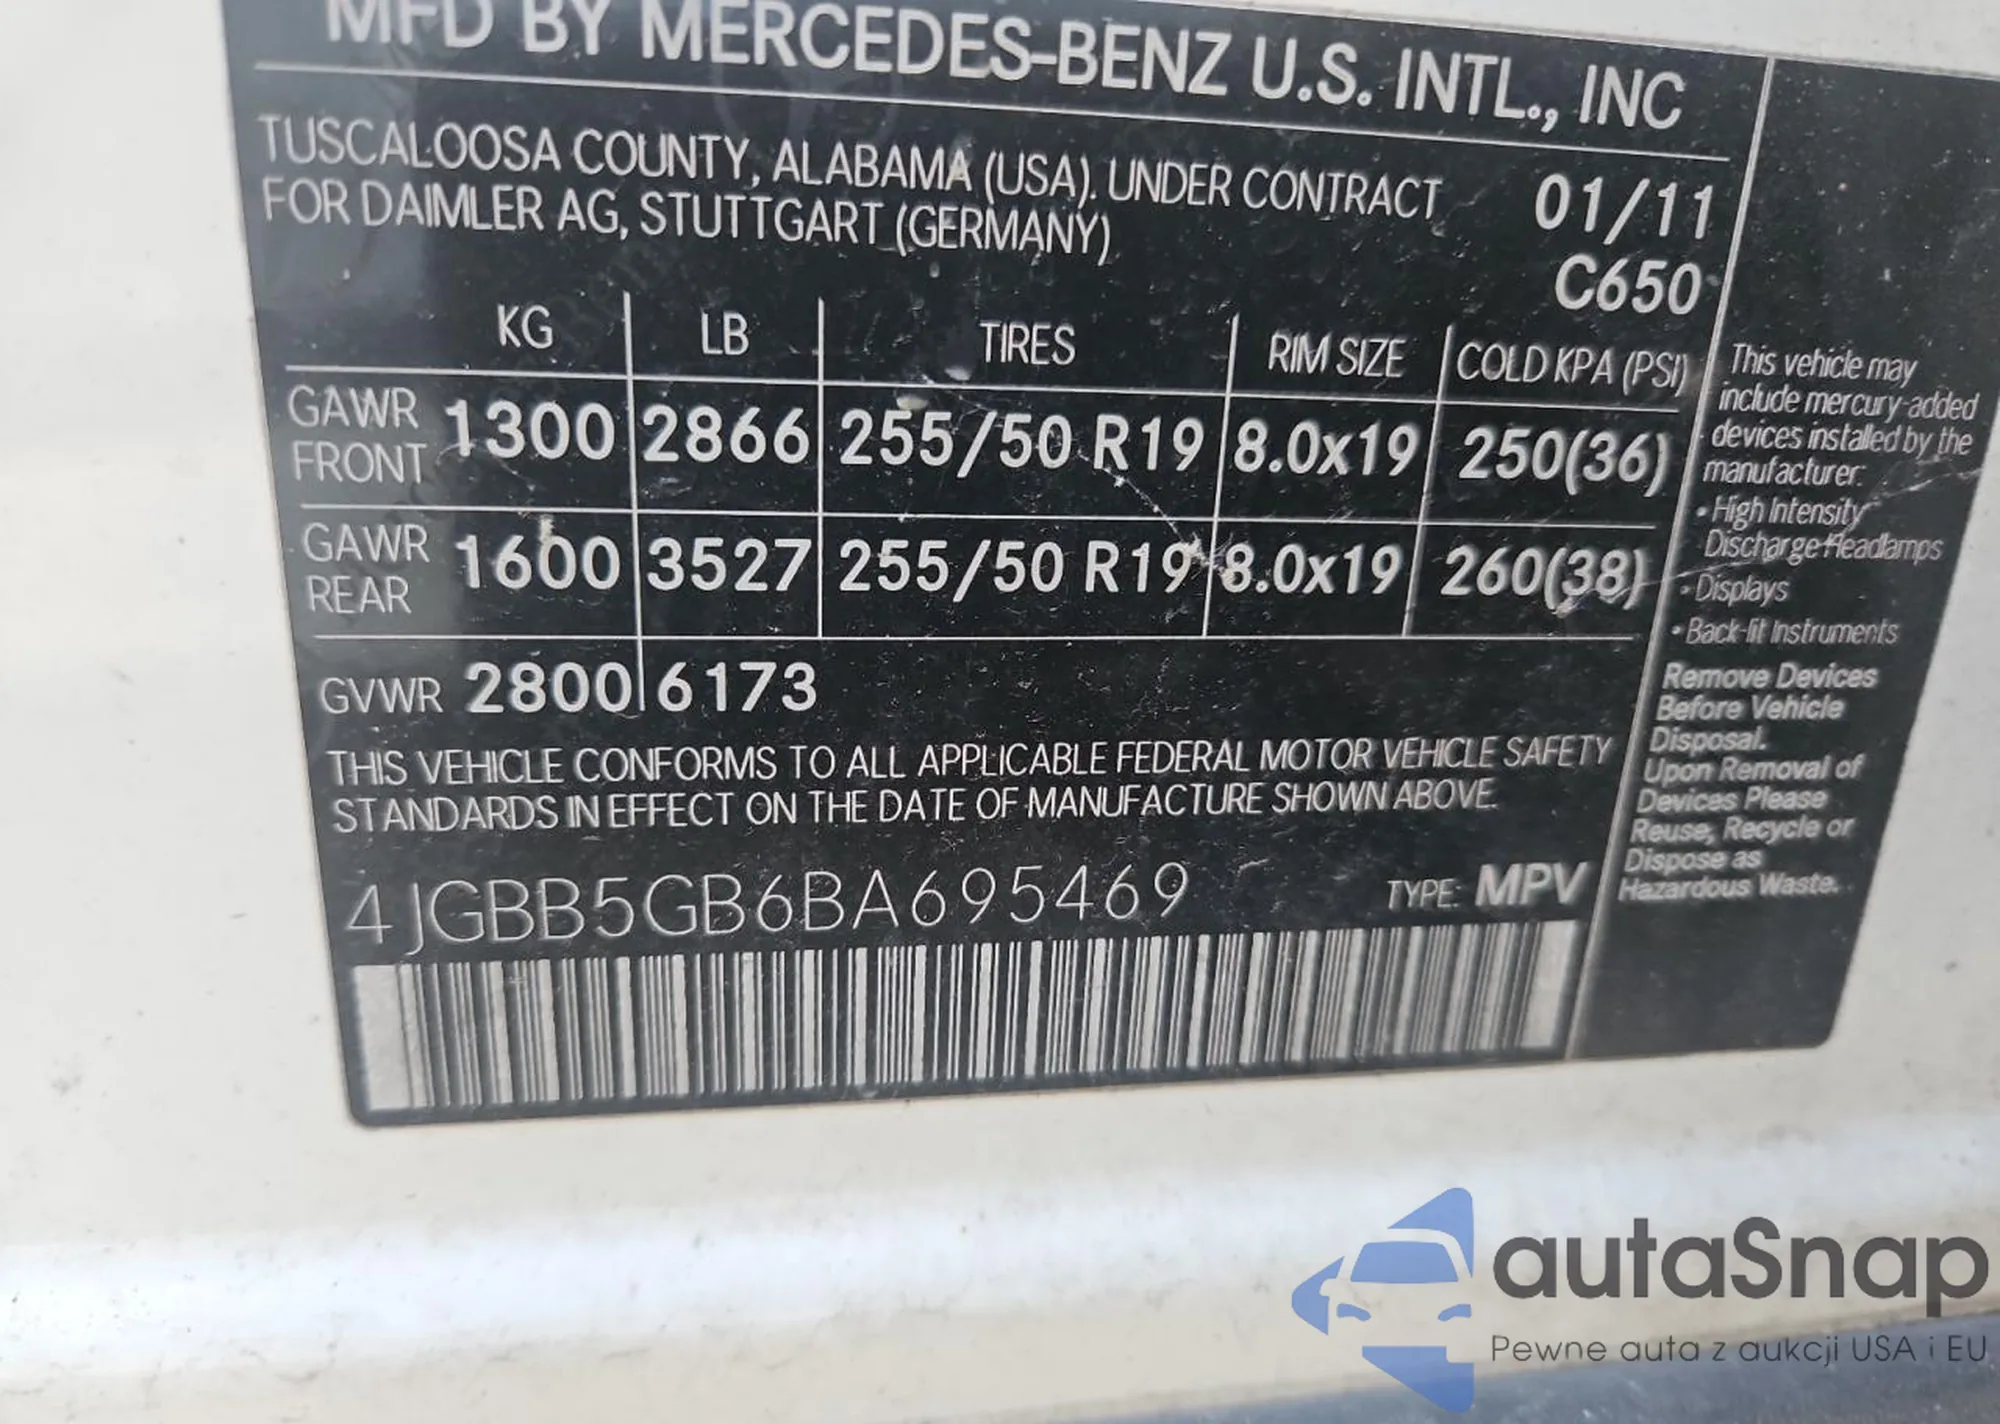 MFD BY MERCEDES-BENZ U.S. INTL., INC
TUSCALOOSA COUNTY, ALABAMA (USA). UNDER CONTRACT
FOR DAIMLER AG, STUTTGART (GERMANY)
01/11
C650
KG LB TIRES RIM SIZE COLD KPA (PSI)
GAWR FRONT 1300 2866 255/50 R19 8.0x19 250(36)
GAWR REAR 1600 3527 255/50 R19 8.0x19 260(38)
GVWR 2800 6173
THIS VEHICLE CONFORMS TO ALL APPLICABLE FEDERAL MOTOR VEHICLE SAFETY
STANDARDS IN EFFECT ON THE DATE OF MANUFACTURE SHOWN ABOVE.
4JGBB5GB6BA695469
TYPE: MPV
This vehicle may
include mercury-added
devices installed by the
manufacturer:
• High Intensity
Discharge Headlamps
• Displays
• Back-lit Instruments
Remove Devices
Before Vehicle
Disposal.
Upon Removal of
Devices Please
Reuse, Recycle or
Dispose as
Hazardous Waste.
autaSnap
Pewne auta z aukcji USA i EU